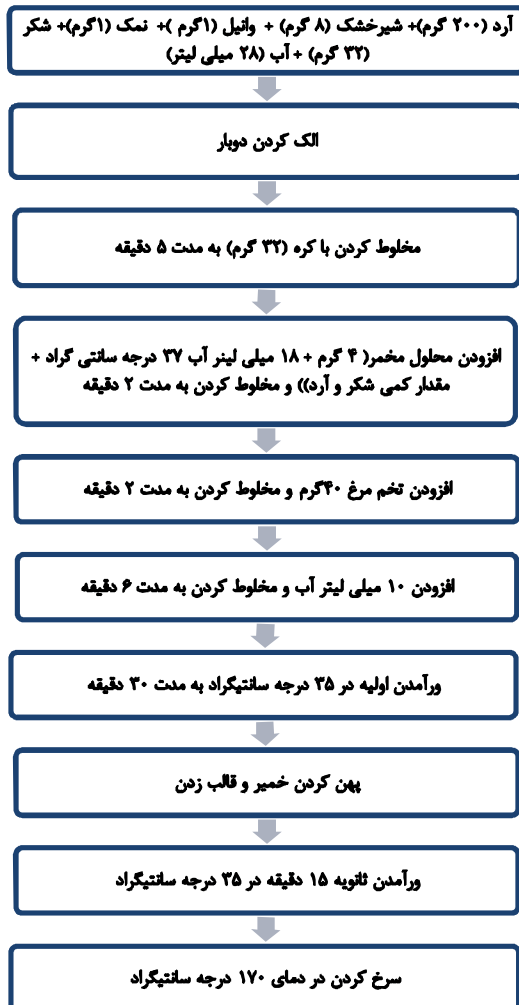 آرد (۲۰۰ گرم)+ شیرخشک (۸ گرم) + وانیل (۱گرم )+ نمک (۱گرم)+ شکر
(۳۲ گرم) + آب (۲۸ میلی لیتر)
الک کردن دوبار
مخلوط کردن با کره (۳۲ گرم) به مدت ۵ دقیقه
افزودن محلول مخمر( ۴ گرم + ۱۸ میلی لینر آب ۳۷ درجه سانتی گراد +
مقدار کمی شکر و آرد)) و مخلوط کردن به مدت ۲ دقیقه
افزودن تخم مرغ ۴۰گرم و مخلوط کردن به مدت ۲ دقیقه
افزودن ۱۰ میلی لیتر آب و مخلوط کردن به مدت ۶ دقیقه
ورآمدن اولیه در ۳۵ درجه سانتیگراد به مدت ۳۰ دقیقه
پهن کردن خمیر و قالب زدن
ورآمدن ثانویه ۱۵ دقیقه در ۳۵ درجه سانتیگراد
سرخ کردن در دمای ۱۷۰ درجه سانتیگراد